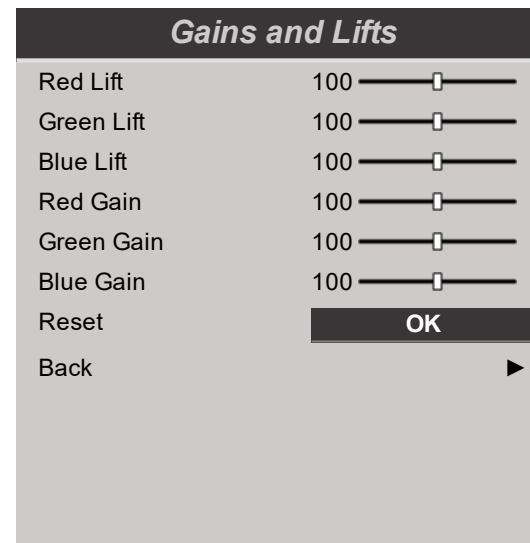 Gains and Lifts
Red Lift 100
Green Lift 100
Blue Lift 100
Red Gain 100
Green Gain 100
Blue Gain 100
Reset OK
Back